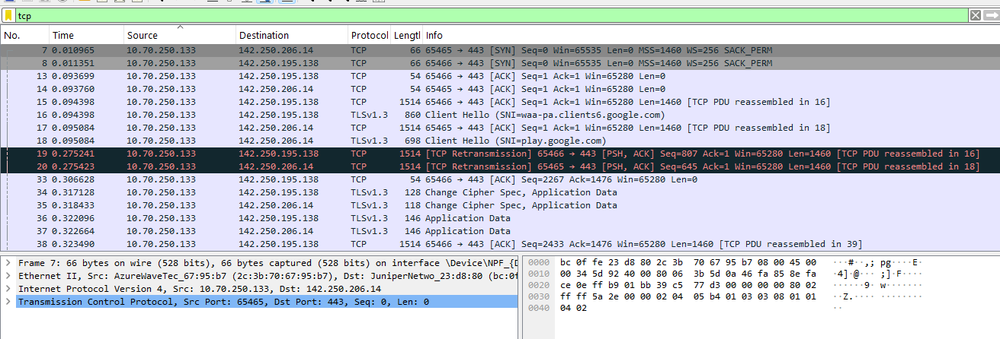 tcp
No. Time Source Destination Protocol Lengtl Info
7 0.010965 10.70.250.133 142.250.206.14 TCP 66 65465 → 443 [SYN] Seq=0 Win=65535 Len=0 MSS=1460 WS=256 SACK_PERM
8 0.011351 10.70.250.133 142.250.195.138 TCP 66 65466 → 443 [SYN] Seq=0 Win=65535 Len=0 MSS=1460 WS=256 SACK_PERM
13 0.093699 10.70.250.133 142.250.195.138 TCP 54 65466 → 443 [ACK] Seq=1 Ack=1 Win=65280 Len=0
14 0.093760 10.70.250.133 142.250.206.14 TCP 54 65465 → 443 [ACK] Seq=1 Ack=1 Win=65280 Len=0
15 0.094398 10.70.250.133 142.250.195.138 TCP 1514 65466 → 443 [ACK] Seq=1 Ack=1 Win=65280 Len=1460 [TCP PDU reassembled in 16]
16 0.094398 10.70.250.133 142.250.195.138 TLSv1.3 860 Client Hello (SNI=waa-pa.clients6.google.com)
17 0.095084 10.70.250.133 142.250.206.14 TCP 1514 65465 → 443 [ACK] Seq=1 Ack=1 Win=65280 Len=1460 [TCP PDU reassembled in 18]
18 0.095084 10.70.250.133 142.250.206.14 TLSv1.3 698 Client Hello (SNI=play.google.com)
19 0.275241 10.70.250.133 142.250.195.138 TCP 1514 [TCP Retransmission] 65466 → 443 [PSH, ACK] Seq=807 Ack=1 Win=65280 Len=1460 [TCP PDU reassembled in 16]
20 0.275423 10.70.250.133 142.250.206.14 TCP 1514 [TCP Retransmission] 65465 → 443 [PSH, ACK] Seq=645 Ack=1 Win=65280 Len=1460 [TCP PDU reassembled in 18]
33 0.306628 10.70.250.133 142.250.195.138 TCP 54 65466 → 443 [ACK] Seq=2267 Ack=1476 Win=65280 Len=0
34 0.317128 10.70.250.133 142.250.195.138 TLSv1.3 128 Change Cipher Spec, Application Data
35 0.318433 10.70.250.133 142.250.206.14 TLSv1.3 118 Change Cipher Spec, Application Data
36 0.322096 10.70.250.133 142.250.195.138 TLSv1.3 146 Application Data
37 0.322664 10.70.250.133 142.250.206.14 TLSv1.3 146 Application Data
38 0.323490 10.70.250.133 142.250.195.138 TCP 1514 65466 → 443 [ACK] Seq=2433 Ack=1476 Win=65280 Len=1460 [TCP PDU reassembled in 39]
Frame 7: 66 bytes on wire (528 bits), 66 bytes captured (528 bits) on interface \Device\NPF_{D
Ethernet II, Src: AzureWaveTec_67:95:b7 (2c:3b:70:67:95:b7), Dst: JuniperNetwo_23:d8:80 (bc:0f
Internet Protocol Version 4, Src: 10.70.250.133, Dst: 142.250.206.14
Transmission Control Protocol, Src Port: 65465, Dst Port: 443, Seq: 0, Len: 0
0000 bc 0f fe 23 d8 80 2c 3b 70 67 95 b7 08 00 45 00 ···#··,; pg····E·
0010 00 34 5d 92 40 00 80 06 3b 5d 0a 46 fa 85 8e fa ·4]·@··· ;]·F····
0020 ce 0e ff b9 01 bb 39 c5 77 d3 00 00 00 00 80 02 ······9· w·······
0030 ff ff 5a 2e 00 00 02 04 05 b4 01 03 03 08 01 01 ··Z.···· ········
0040 04 02 ··